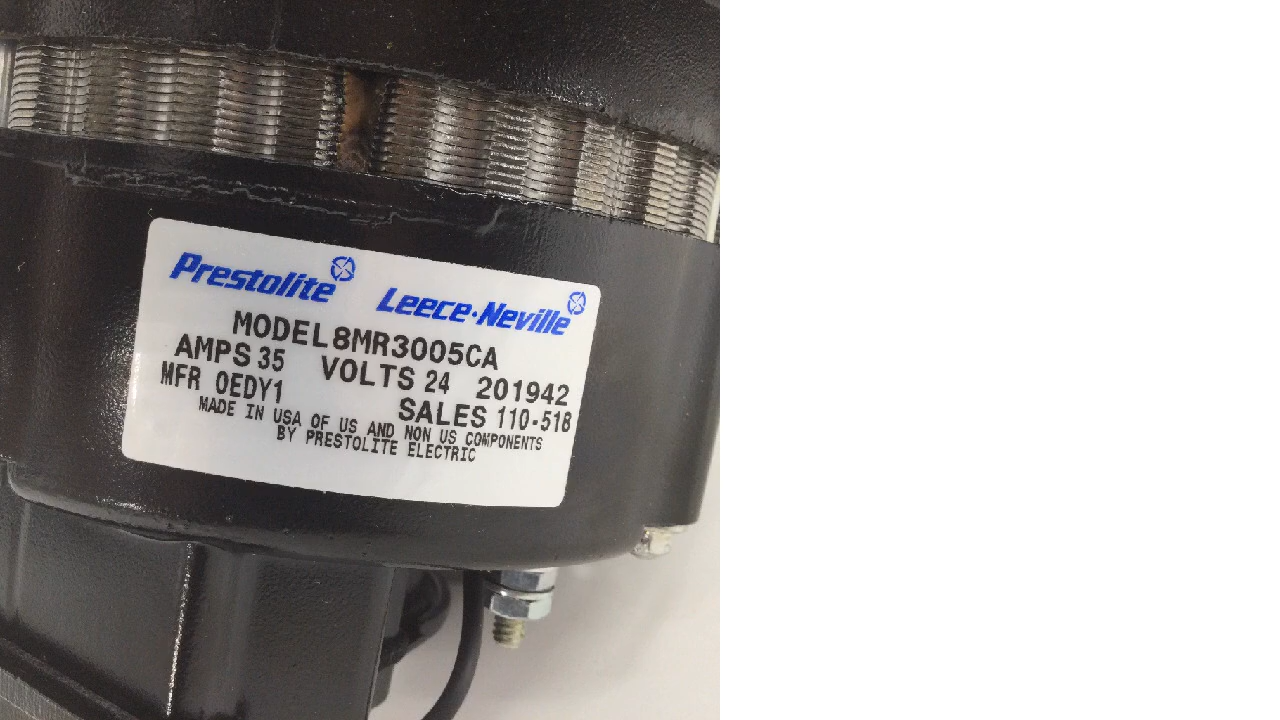 Prestolite Leece·Neville
MODEL 8MR3005CA
AMPS 35 VOLTS 24 201942
MFR OEDY1 SALES 110-518
MADE IN USA OF US AND NON US COMPONENTS
BY PRESTOLITE ELECTRIC